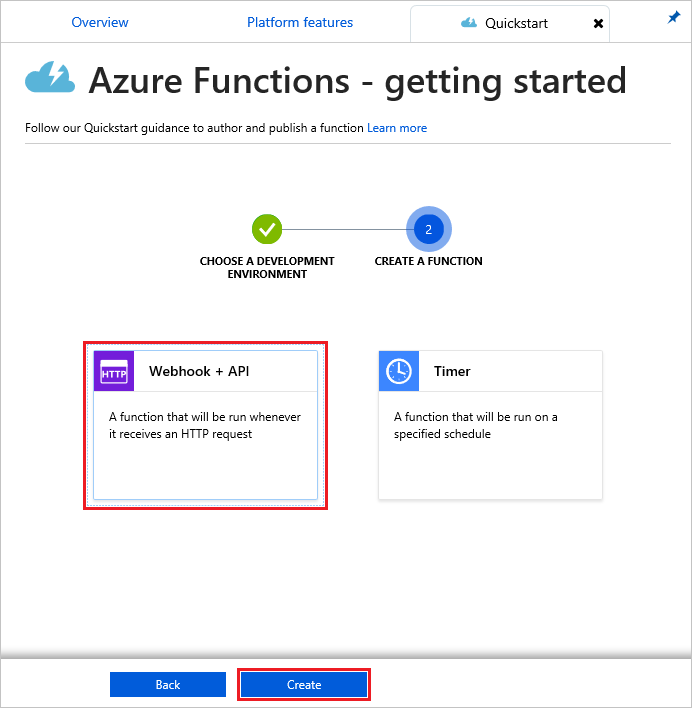 Overview
Platform features
Quickstart
Azure Functions - getting started
Follow our Quickstart guidance to author and publish a function Learn more
2
CHOOSE A DEVELOPMENT
ENVIRONMENT
CREATE A FUNCTION
HTTP
Webhook + API
A function that will be run whenever
it receives an HTTP request
Timer
A function that will be run on a
specified schedule
Back
Create